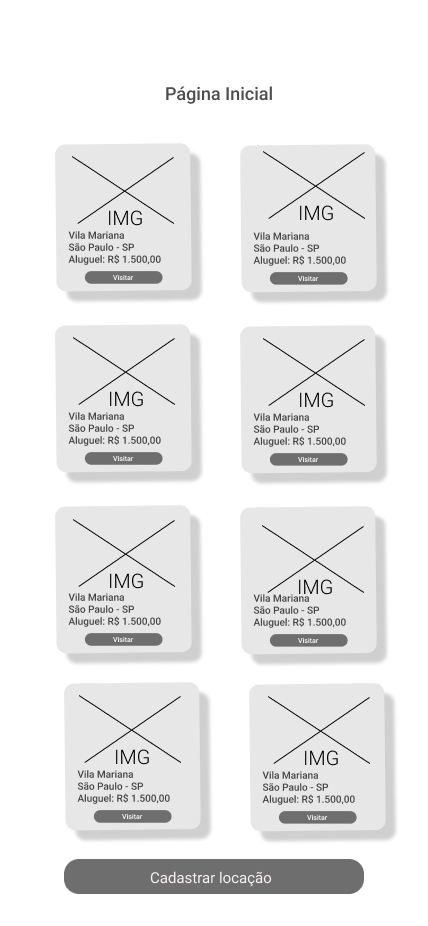 Página Inicial
IMG
Vila Mariana
São Paulo - SP
Aluguel: R$ 1.500,00
Visitar
IMG
Vila Mariana
São Paulo - SP
Aluguel: R$ 1.500,00
Visitar
IMG
Vila Mariana
São Paulo - SP
Aluguel: R$ 1.500,00
Visitar
IMG
Vila Mariana
São Paulo - SP
Aluguel: R$ 1.500,00
Visitar
IMG
Vila Mariana
São Paulo - SP
Aluguel: R$ 1.500,00
Visitar
IMG
Vila Mariana
São Paulo - SP
Aluguel: R$ 1.500,00
Visitar
IMG
Vila Mariana
São Paulo - SP
Aluguel: R$ 1.500,00
Visitar
IMG
Vila Mariana
São Paulo - SP
Aluguel: R$ 1.500,00
Visitar
Cadastrar locação